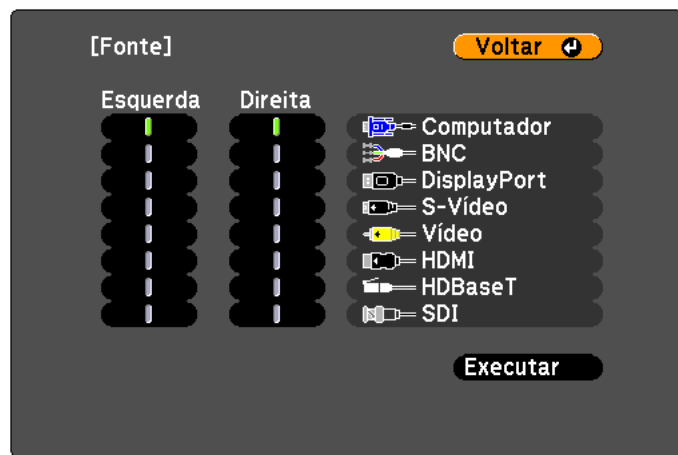 [Fonte]
Voltar
Esquerda Direita
Computador
BNC
DisplayPort
S-Vídeo
Vídeo
HDMI
HDBaseT
SDI
Executar